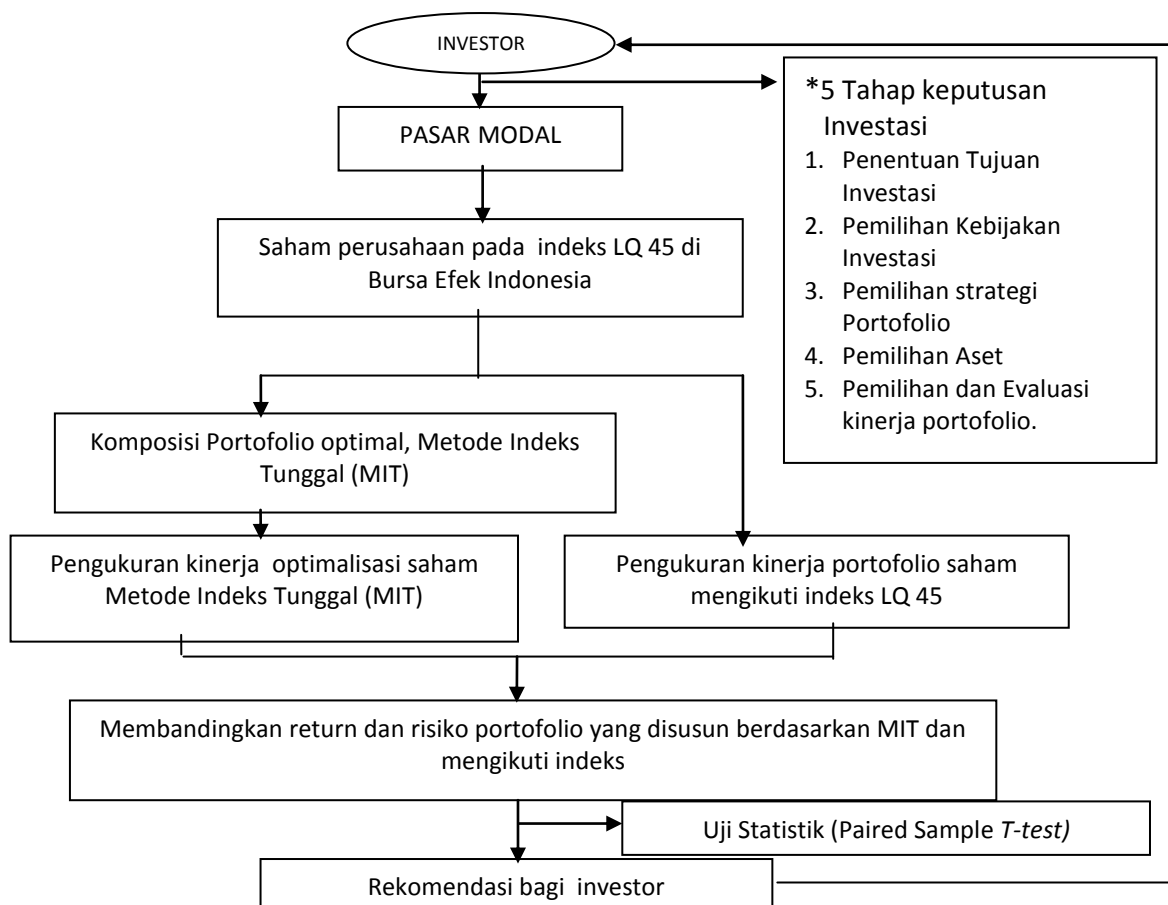 INVESTOR
*5 Tahap keputusan
Investasi
1. Penentuan Tujuan
Investasi
2. Pemilihan Kebijakan
Investasi
3. Pemilihan strategi
Portofolio
4. Pemilihan Aset
5. Pemilihan dan Evaluasi
kinerja portofolio.
PASAR MODAL
Saham perusahaan pada indeks LQ 45 di
Bursa Efek Indonesia
Komposisi Portofolio optimal, Metode Indeks
Tunggal (MIT)
Pengukuran kinerja optimalisasi saham
Metode Indeks Tunggal (MIT)
Pengukuran kinerja portofolio saham
mengikuti indeks LQ 45
Membandingkan return dan risiko portofolio yang disusun berdasarkan MIT dan
mengikuti indeks
Uji Statistik (Paired Sample T-test)
Rekomendasi bagi investor